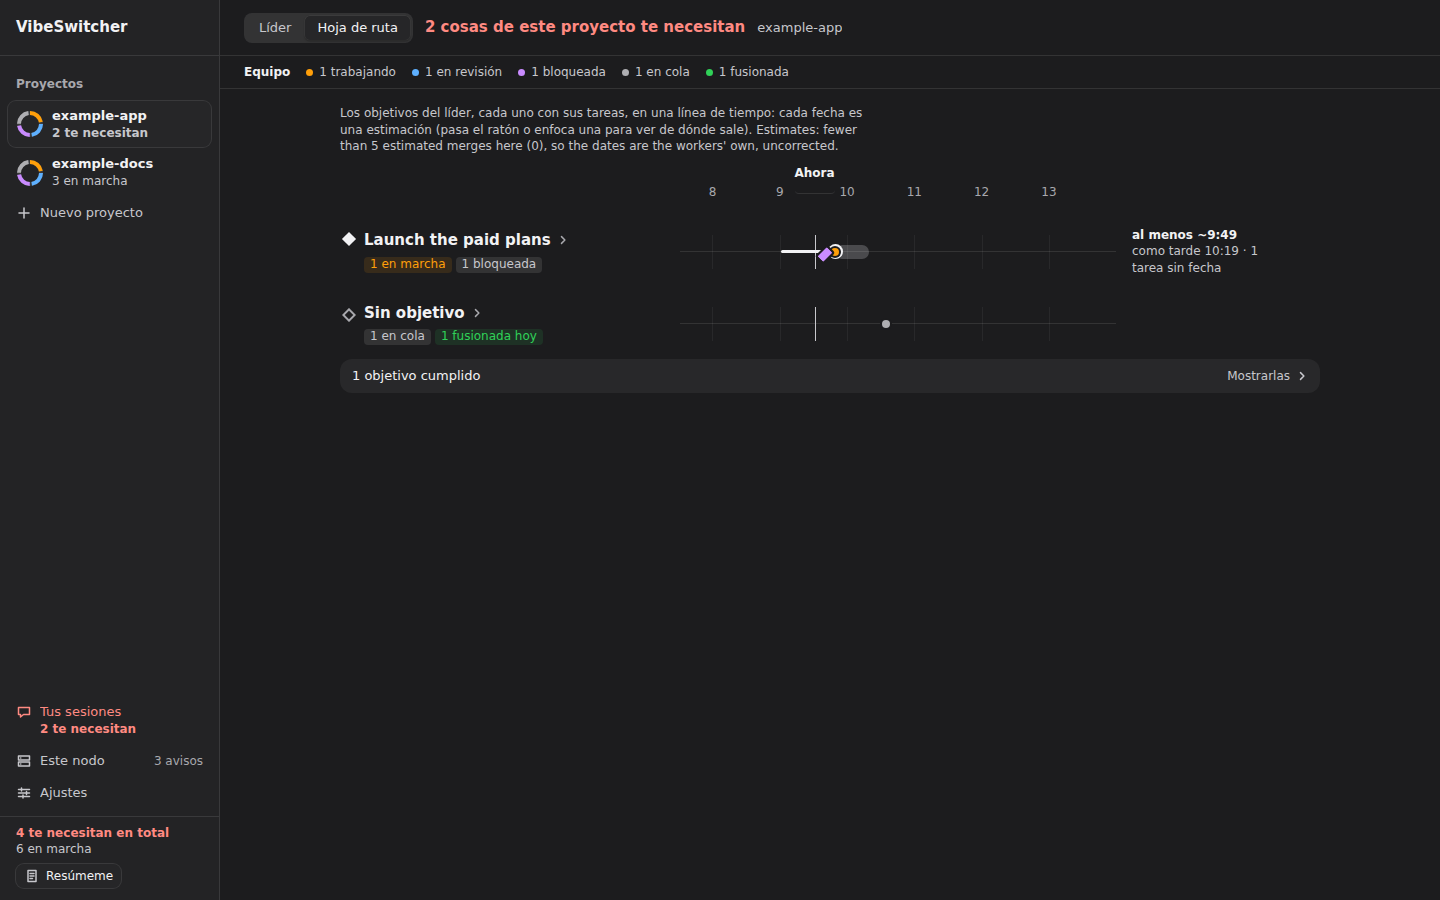 VibeSwitcher
Proyectos
example-app
2 te necesitan
example-docs
3 en marcha
Nuevo proyecto
Tus sesiones
2 te necesitan
Este nodo
3 avisos
Ajustes
4 te necesitan en total
6 en marcha
Resúmeme
Líder
Hoja de ruta
2 cosas de este proyecto te necesitan
example-app
Equipo
1 trabajando
1 en revisión
1 bloqueada
1 en cola
1 fusionada
Los objetivos del líder, cada uno con sus tareas, en una línea de tiempo: cada fecha es
una estimación (pasa el ratón o enfoca una para ver de dónde sale). Estimates: fewer
than 5 estimated merges here (0), so the dates are the workers' own, uncorrected.
Ahora
8 9 10 11 12 13
Launch the paid plans
1 en marcha
1 bloqueada
al menos ~9:49
como tarde 10:19 · 1
tarea sin fecha
Sin objetivo
1 en cola
1 fusionada hoy
1 objetivo cumplido
Mostrarlas